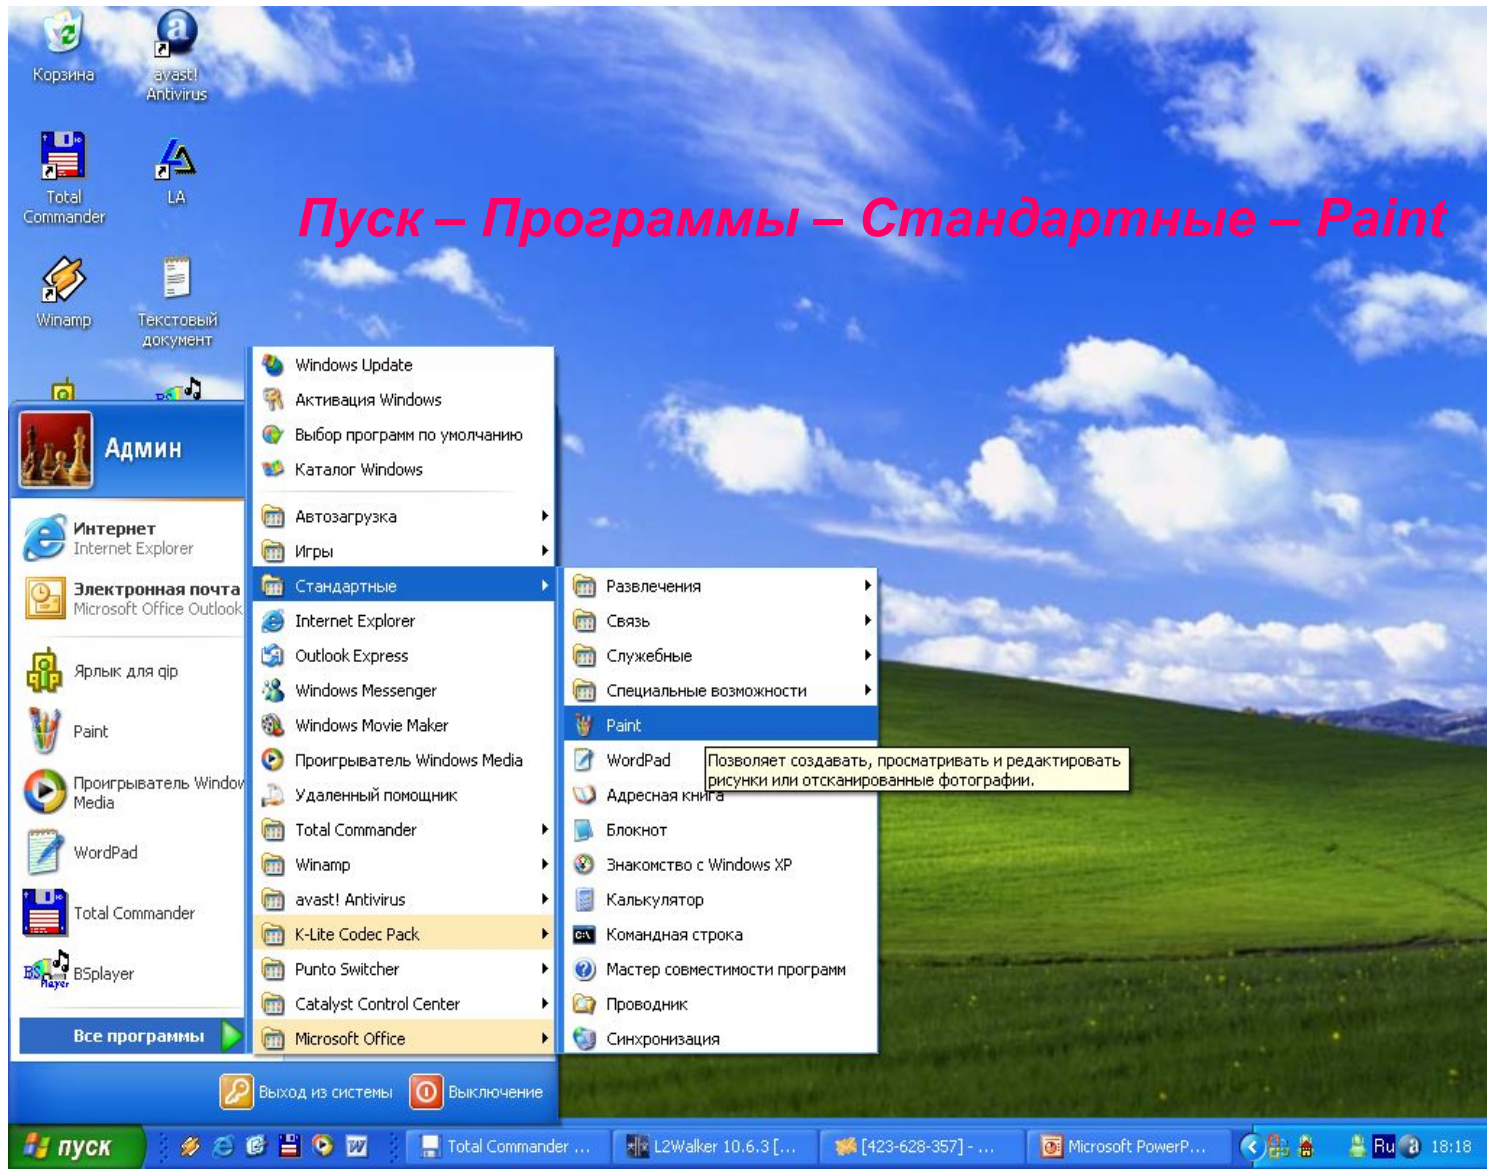 Корзина
avast!
Antivirus
Total
Commander
LA
Пуск – Программы – Стандартные – Paint
Winamp
Текстовый
документ
Админ
Интернет
Internet Explorer
Электронная почта
Microsoft Office Outlook
Ярлык для qip
Paint
Проигрыватель Window
Media
WordPad
Total Commander
BSplayer
Все программы
Windows Update
Активация Windows
Выбор программ по умолчанию
Каталог Windows
Автозагрузка
Игры
Стандартные
Internet Explorer
Outlook Express
Windows Messenger
Windows Movie Maker
Проигрыватель Windows Media
Удаленный помощник
Total Commander
Winamp
avast! Antivirus
K-Lite Codec Pack
Punto Switcher
Catalyst Control Center
Microsoft Office
Развлечения
Связь
Служебные
Специальные возможности
Paint
WordPad
Позволяет создавать, просматривать и редактировать
рисунки или отсканированные фотографии.
Адресная книга
Блокнот
Знакомство с Windows XP
Калькулятор
Командная строка
Мастер совместимости программ
Проводник
Синхронизация
Выход из системы
Выключение
пуск
Total Commander ...
L2Walker 10.6.3 [...
[423-628-357] - ...
Microsoft PowerP...
Ru
18:18